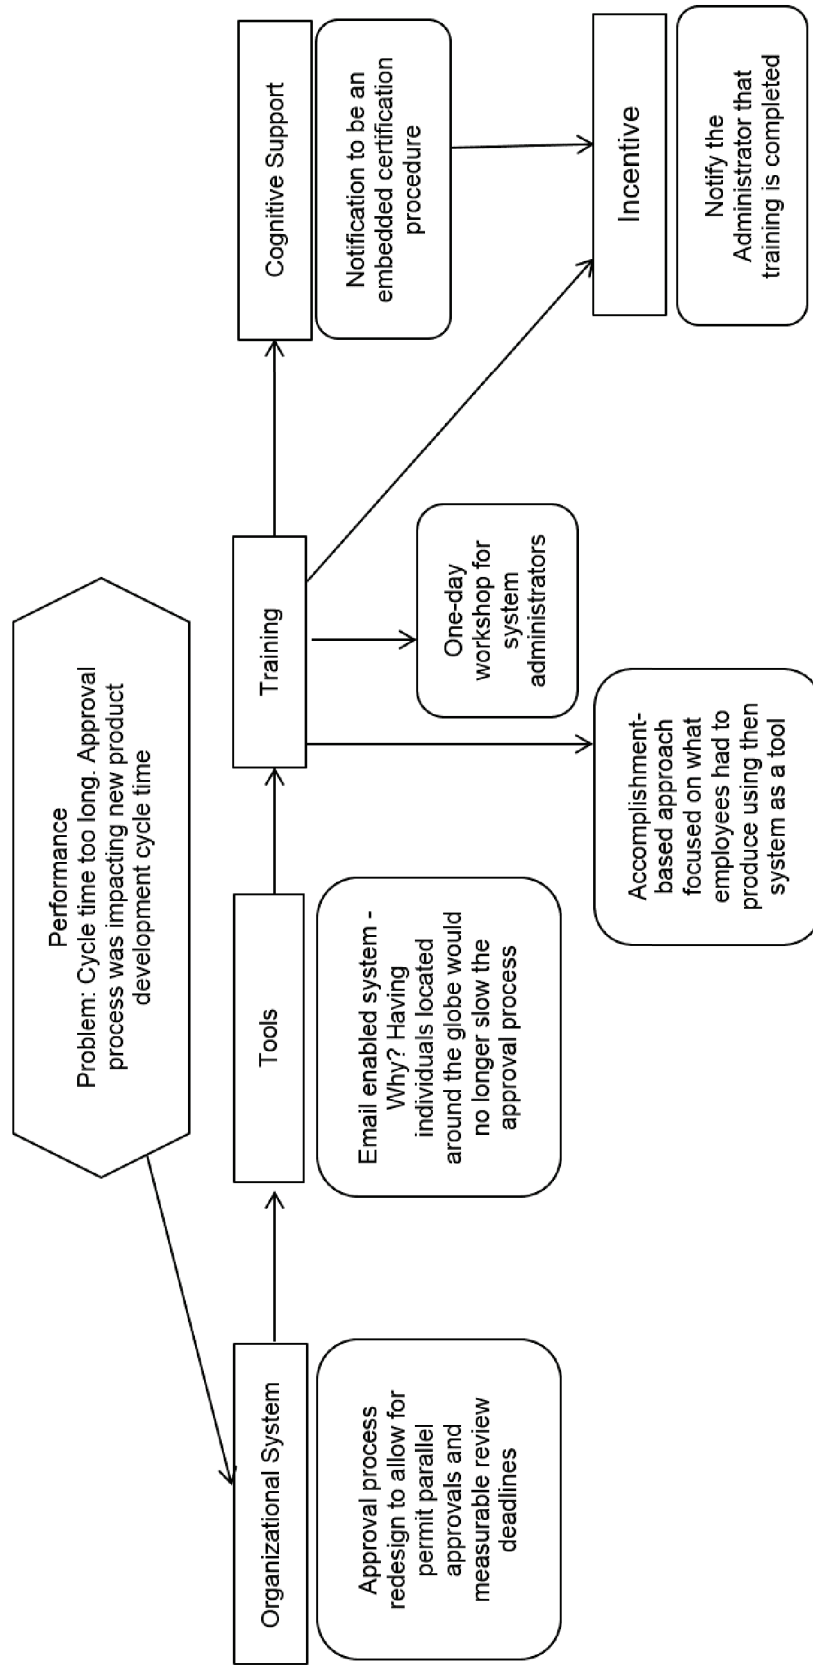 Performance
Problem: Cycle time too long. Approval
process was impacting new product
development cycle time
Organizational System
Approval process
redesign to allow for
permit parallel
approvals and
measurable review
deadlines
Tools
Email enabled system -
Why? Having
individuals located
around the globe would
no longer slow the
approval process
Training
One-day
workshop for
system
administrators
Accomplishment-
based approach
focused on what
employees had to
produce using then
system as a tool
Cognitive Support
Notification to be an
embedded certification
procedure
Incentive
Notify the
Administrator that
training is completed